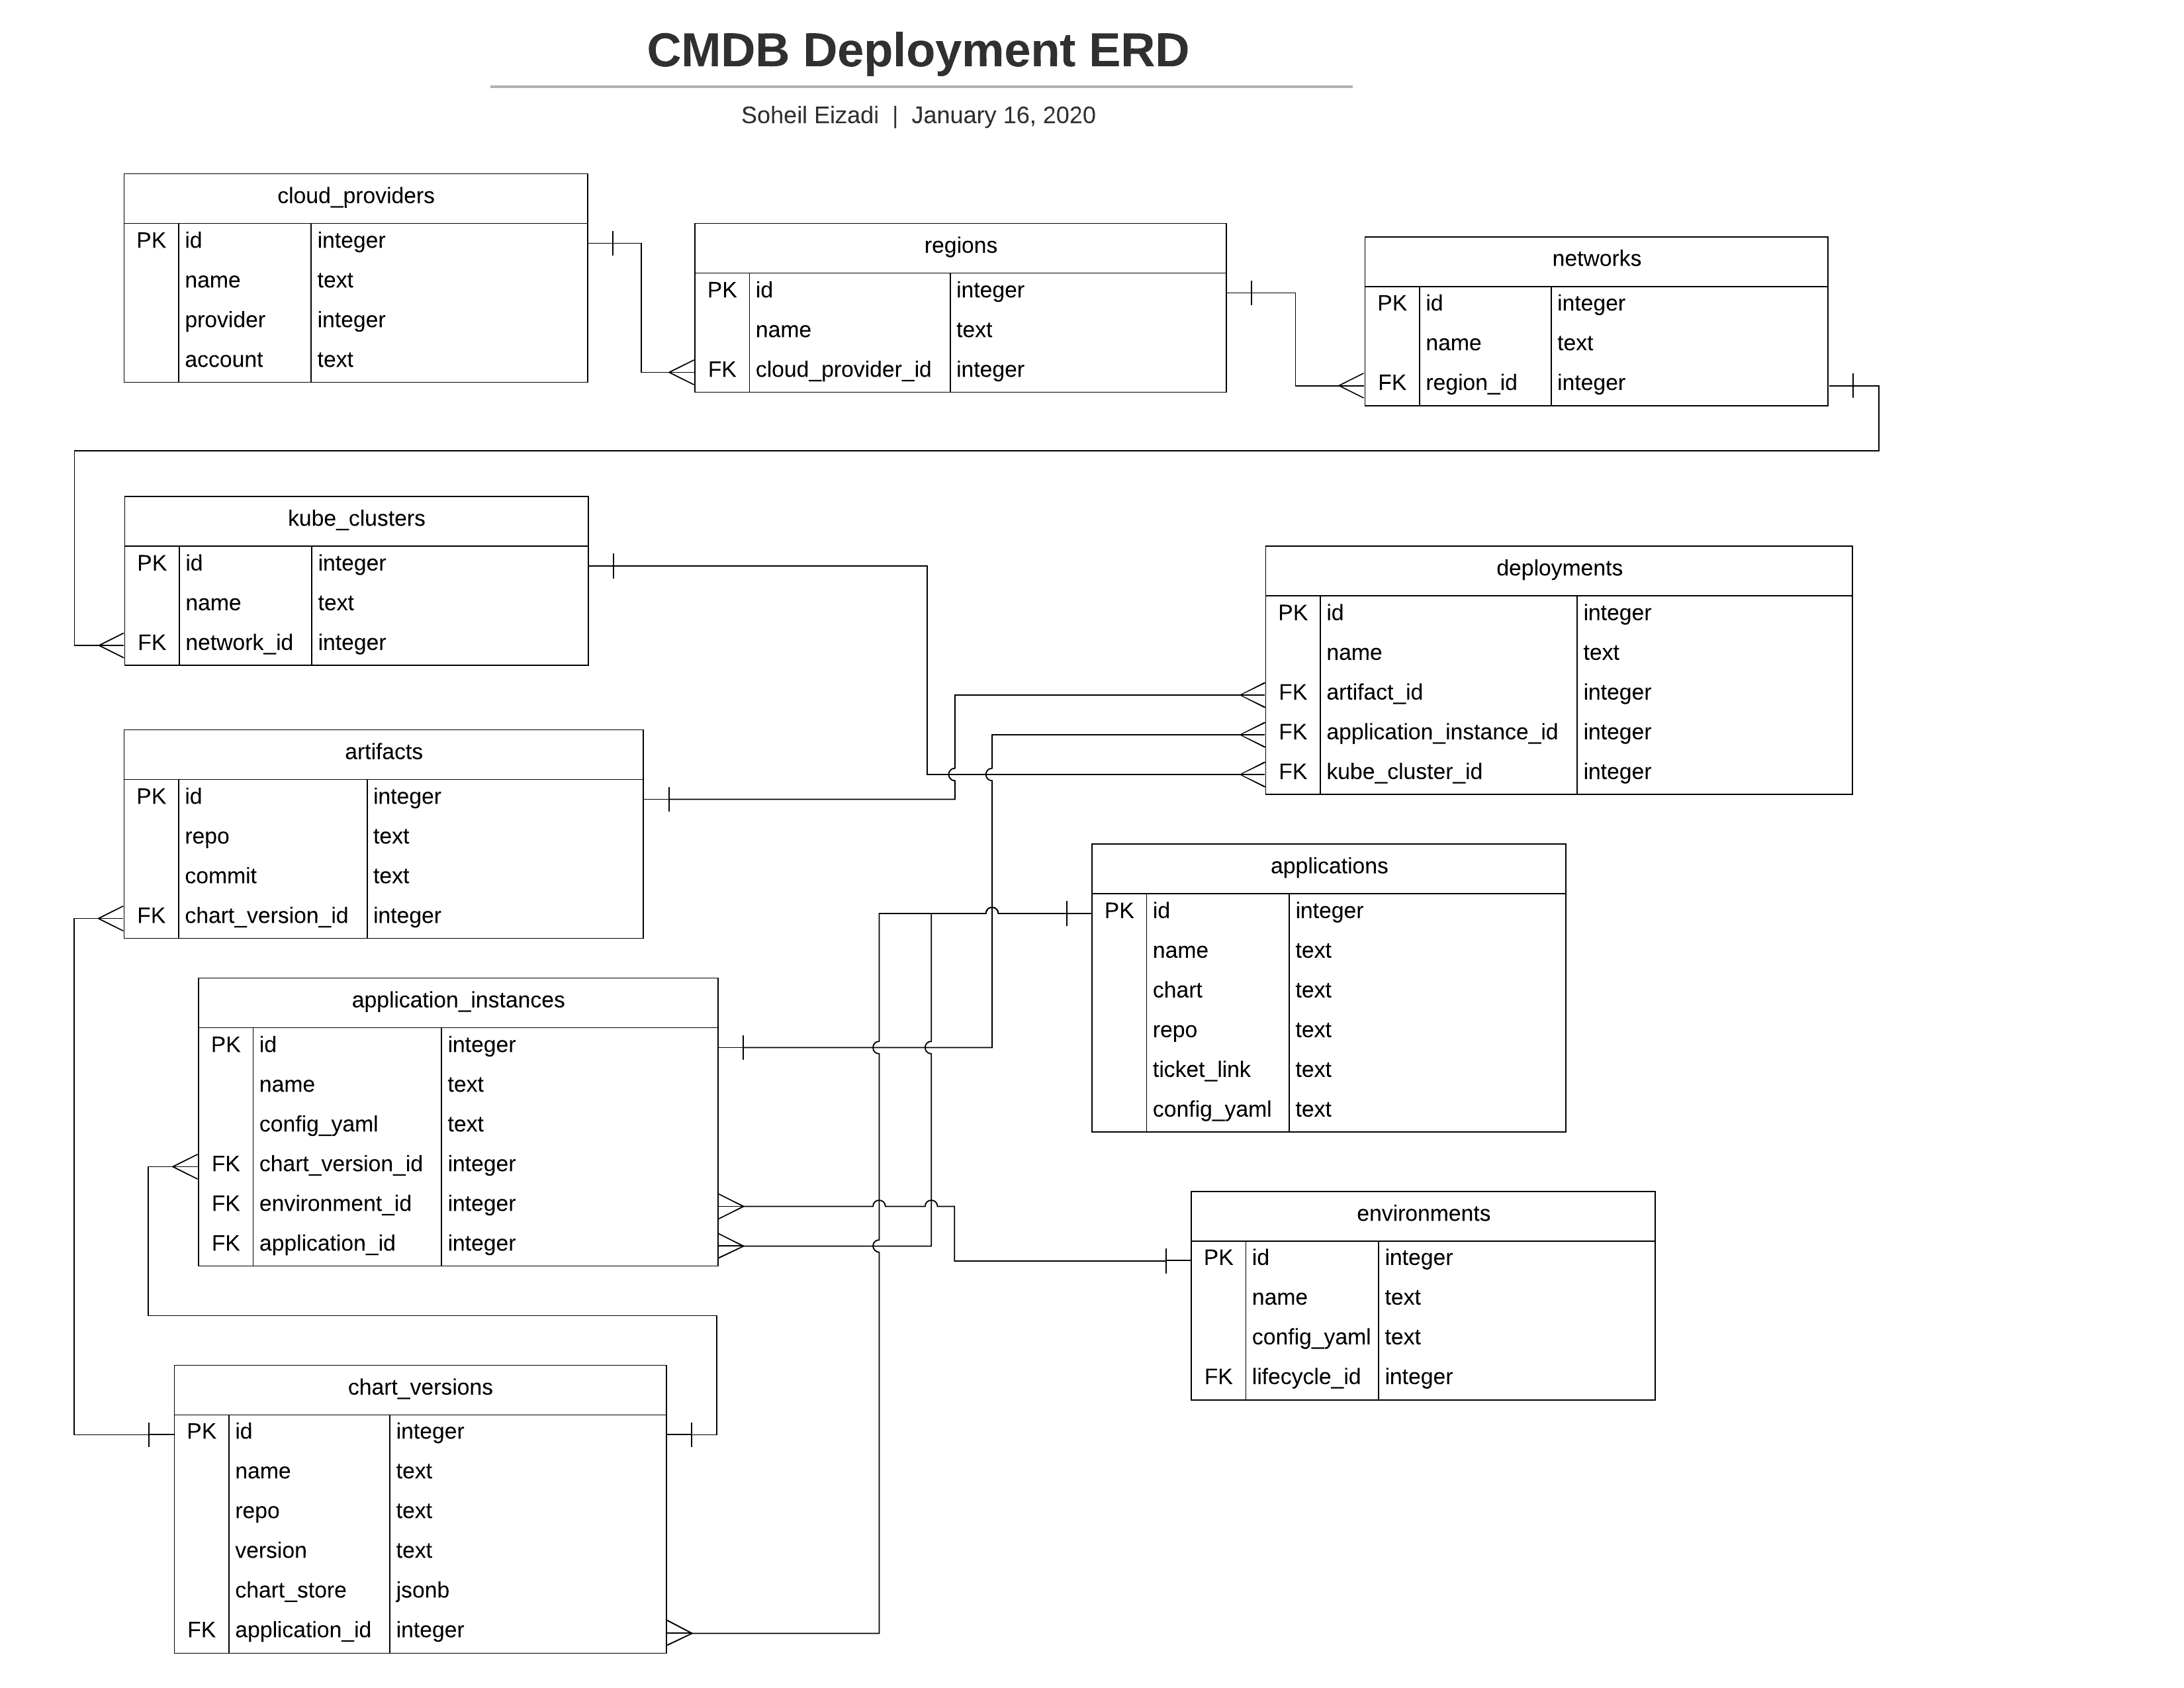 CMDB Deployment ERD
Soheil Eizadi | January 16, 2020
cloud_providers
PK id integer
name text
provider integer
account text
regions
PK id integer
name text
FK cloud_provider_id integer
networks
PK id integer
name text
FK region_id integer
kube_clusters
PK id integer
name text
FK network_id integer
deployments
PK id integer
name text
FK artifact_id integer
FK application_instance_id integer
FK kube_cluster_id integer
artifacts
PK id integer
repo text
commit text
FK chart_version_id integer
applications
PK id integer
name text
chart text
repo text
ticket_link text
config_yaml text
application_instances
PK id integer
name text
config_yaml text
FK chart_version_id integer
FK environment_id integer
FK application_id integer
environments
PK id integer
name text
config_yaml text
FK lifecycle_id integer
chart_versions
PK id integer
name text
repo text
version text
chart_store jsonb
FK application_id integer